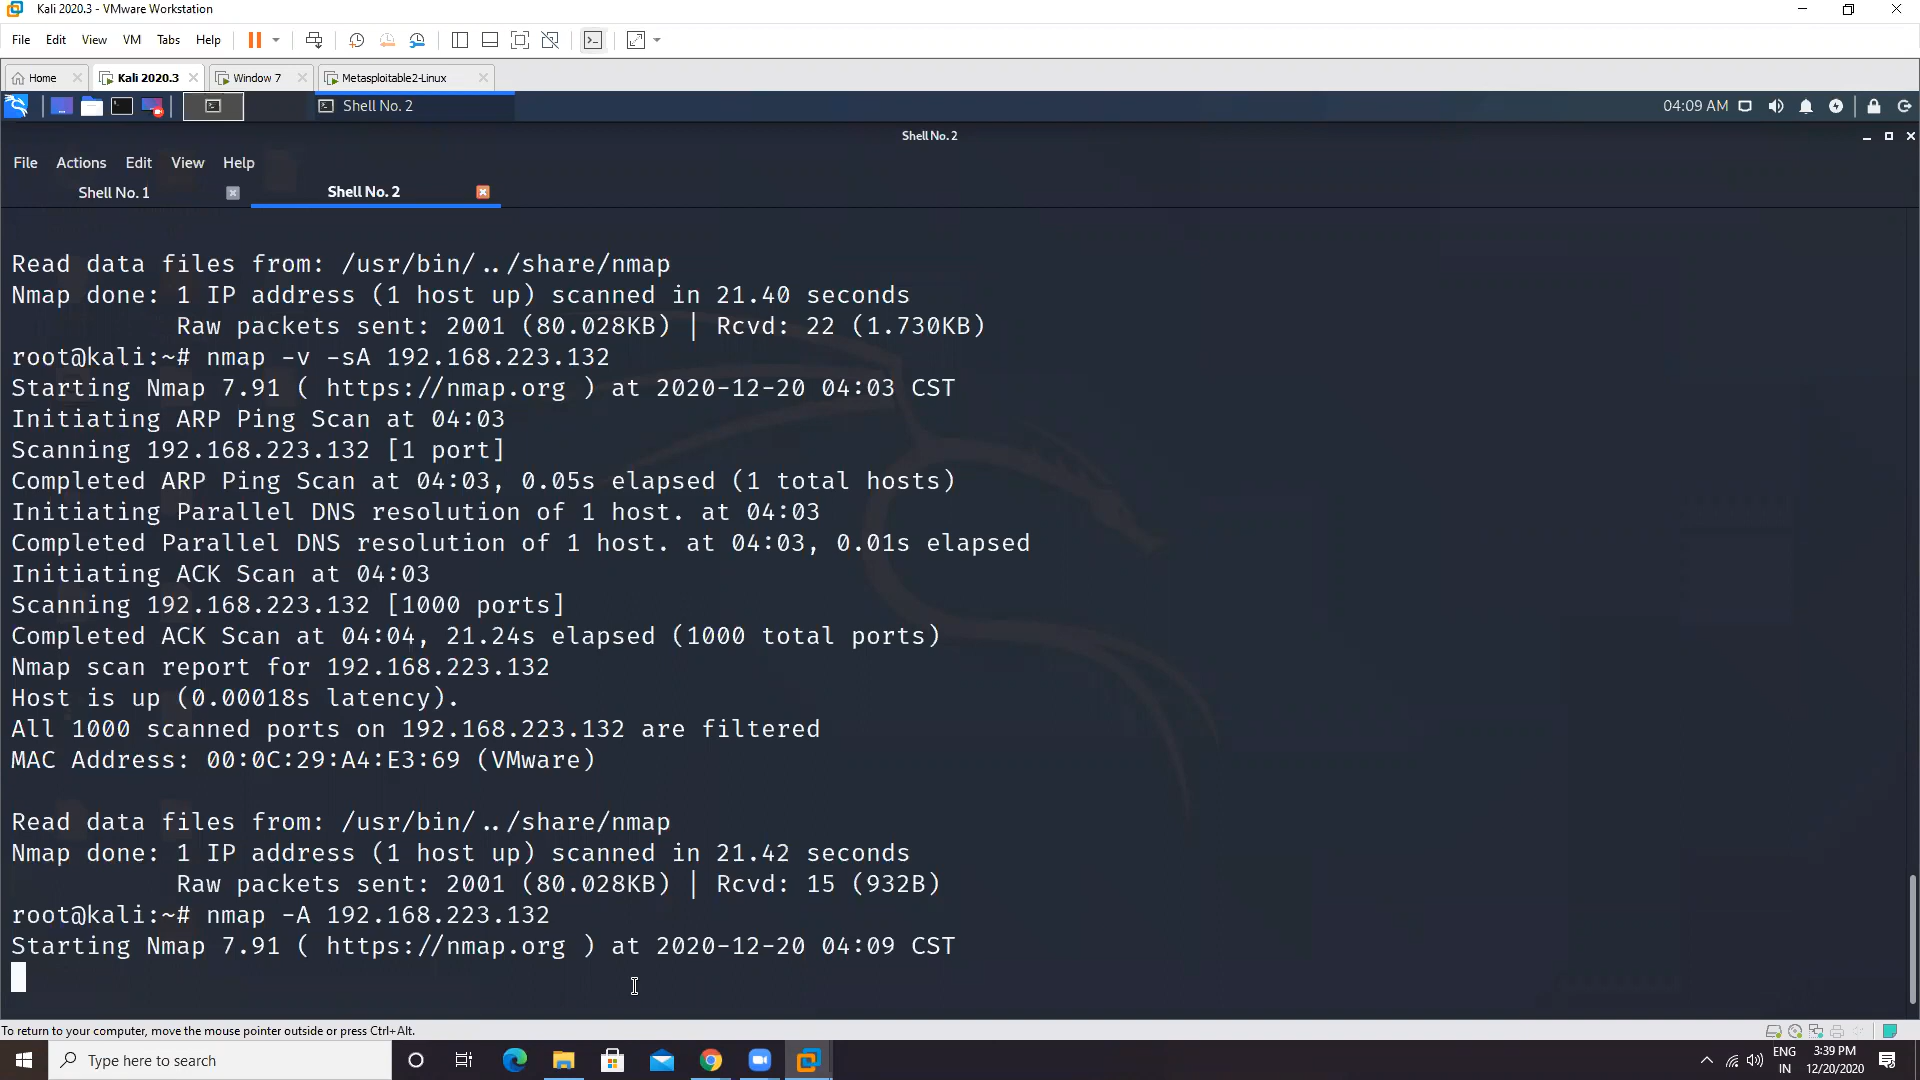 Kali 2020.3 - VMware Workstation
File Edit View VM Tabs Help
Home Kali 2020.3 Window 7 Metasploitable2-Linux
Shell No. 2 04:09 AM
Shell No. 2
File Actions Edit View Help
Shell No. 1 Shell No. 2
Read data files from: /usr/bin/../share/nmap
Nmap done: 1 IP address (1 host up) scanned in 21.40 seconds
Raw packets sent: 2001 (80.028KB) | Rcvd: 22 (1.730KB)
root@kali:~# nmap -v -sA 192.168.223.132
Starting Nmap 7.91 ( https://nmap.org ) at 2020-12-20 04:03 CST
Initiating ARP Ping Scan at 04:03
Scanning 192.168.223.132 [1 port]
Completed ARP Ping Scan at 04:03, 0.05s elapsed (1 total hosts)
Initiating Parallel DNS resolution of 1 host. at 04:03
Completed Parallel DNS resolution of 1 host. at 04:03, 0.01s elapsed
Initiating ACK Scan at 04:03
Scanning 192.168.223.132 [1000 ports]
Completed ACK Scan at 04:04, 21.24s elapsed (1000 total ports)
Nmap scan report for 192.168.223.132
Host is up (0.00018s latency).
All 1000 scanned ports on 192.168.223.132 are filtered
MAC Address: 00:0C:29:A4:E3:69 (VMware)
Read data files from: /usr/bin/../share/nmap
Nmap done: 1 IP address (1 host up) scanned in 21.42 seconds
Raw packets sent: 2001 (80.028KB) | Rcvd: 15 (932B)
root@kali:~# nmap -A 192.168.223.132
Starting Nmap 7.91 ( https://nmap.org ) at 2020-12-20 04:09 CST
To return to your computer, move the mouse pointer outside or press Ctrl+Alt.
Type here to search
ENG
IN
3:39 PM
12/20/2020